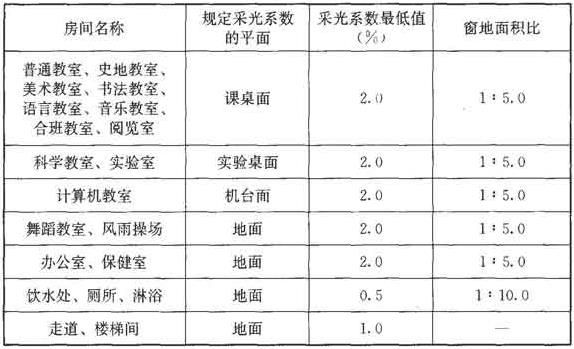 房间名称 规定采光系数的平面 采光系数最低值(%) 窗地面积比
普通教室、史地教室、
美术教室、书法教室、
语言教室、音乐教室、
合班教室、阅览室 课桌面 2.0 1:5.0
科学教室、实验室 实验桌面 2.0 1:5.0
计算机教室 机台面 2.0 1:5.0
舞蹈教室、风雨操场 地面 2.0 1:5.0
办公室、保健室 地面 2.0 1:5.0
饮水处、厕所、淋浴 地面 0.5 1:10.0
走道、楼梯间 地面 1.0 —